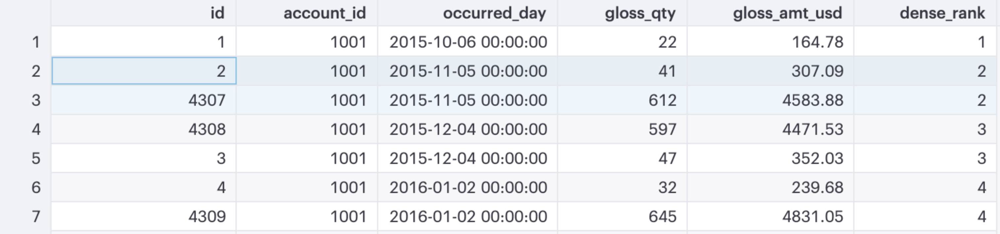 id account_id occurred_day gloss_qty gloss_amt_usd dense_rank
1 1 1001 2015-10-06 00:00:00 22 164.78 1
2 2 1001 2015-11-05 00:00:00 41 307.09 2
3 4307 1001 2015-11-05 00:00:00 612 4583.88 2
4 4308 1001 2015-12-04 00:00:00 597 4471.53 3
5 3 1001 2015-12-04 00:00:00 47 352.03 3
6 4 1001 2016-01-02 00:00:00 32 239.68 4
7 4309 1001 2016-01-02 00:00:00 645 4831.05 4